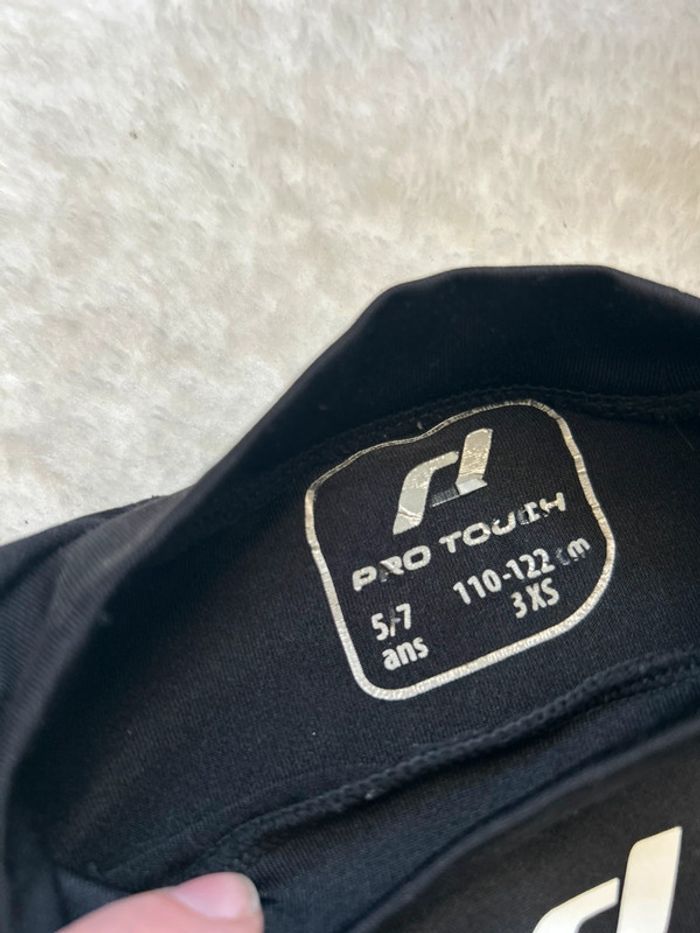 PRO TOUCH
5/7 110-122 cm
ans 3XS